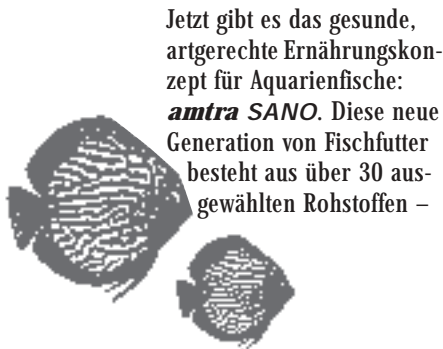 Jetzt gibt es das gesunde,
artgerechte Ernährungskon-
zept für Aquarienfische:
amtra SANO. Diese neue
Generation von Fischfutter
besteht aus über 30 aus-
gewählten Rohstoffen –